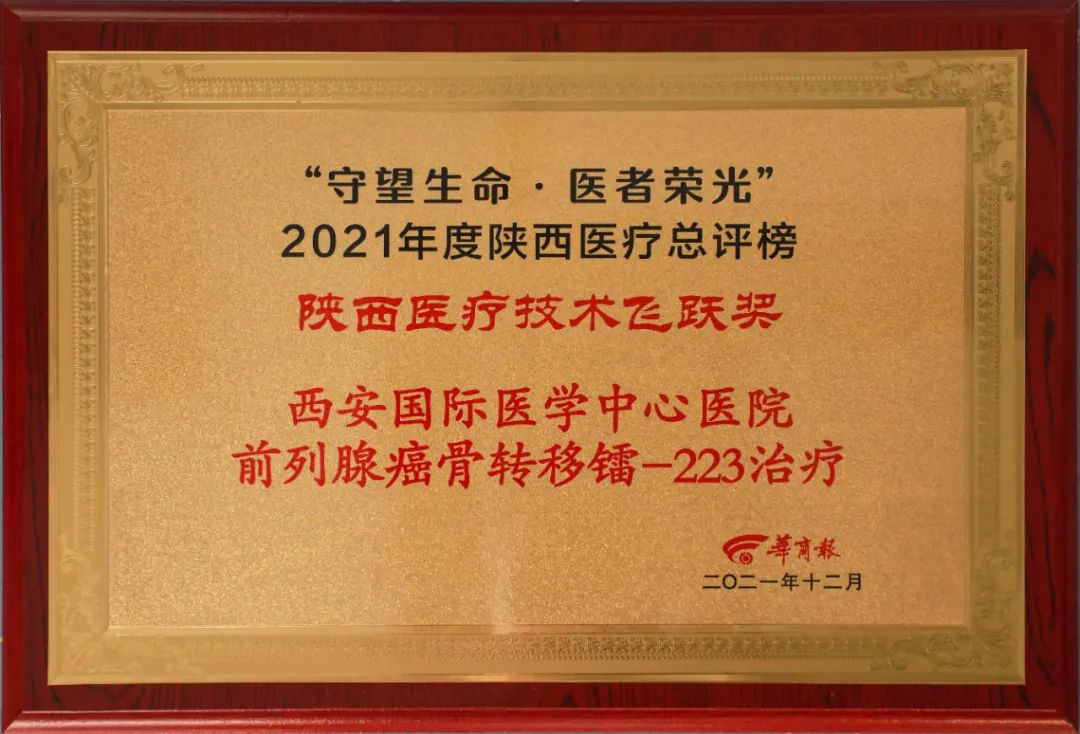 “守望生命·医者荣光”
2021年度陕西医疗总评榜
陕西医疗技术飞跃奖
西安国际医学中心医院
前列腺癌骨转移镭-223治疗
華商報
二〇二一年十二月